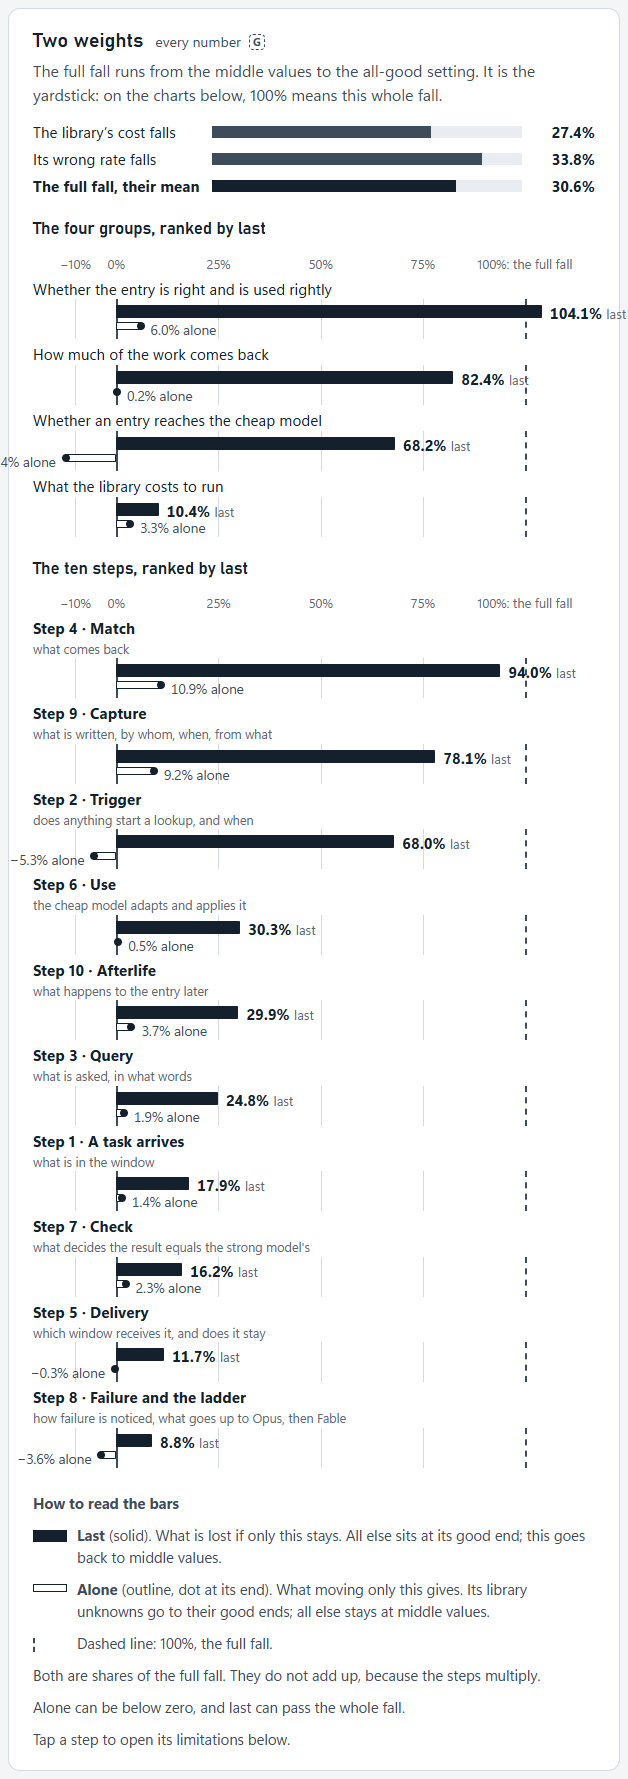 Two weights every number G
The full fall runs from the middle values to the all-good setting. It is the
yardstick: on the charts below, 100% means this whole fall.
The library's cost falls 27.4%
Its wrong rate falls 33.8%
The full fall, their mean 30.6%
The four groups, ranked by last
−10% 0% 25% 50% 75% 100%: the full fall
Whether the entry is right and is used rightly
104.1% last
6.0% alone
How much of the work comes back
82.4% last
0.2% alone
Whether an entry reaches the cheap model
68.2% last
4% alone
What the library costs to run
10.4% last
3.3% alone
The ten steps, ranked by last
−10% 0% 25% 50% 75% 100%: the full fall
Step 4 · Match
what comes back
94.0% last
10.9% alone
Step 9 · Capture
what is written, by whom, when, from what
78.1% last
9.2% alone
Step 2 · Trigger
does anything start a lookup, and when
68.0% last
−5.3% alone
Step 6 · Use
the cheap model adapts and applies it
30.3% last
0.5% alone
Step 10 · Afterlife
what happens to the entry later
29.9% last
3.7% alone
Step 3 · Query
what is asked, in what words
24.8% last
1.9% alone
Step 1 · A task arrives
what is in the window
17.9% last
1.4% alone
Step 7 · Check
what decides the result equals the strong model's
16.2% last
2.3% alone
Step 5 · Delivery
which window receives it, and does it stay
11.7% last
−0.3% alone
Step 8 · Failure and the ladder
how failure is noticed, what goes up to Opus, then Fable
8.8% last
−3.6% alone
How to read the bars
Last (solid). What is lost if only this stays. All else sits at its good end; this goes
back to middle values.
Alone (outline, dot at its end). What moving only this gives. Its library
unknowns go to their good ends; all else stays at middle values.
Dashed line: 100%, the full fall.
Both are shares of the full fall. They do not add up, because the steps multiply.
Alone can be below zero, and last can pass the whole fall.
Tap a step to open its limitations below.